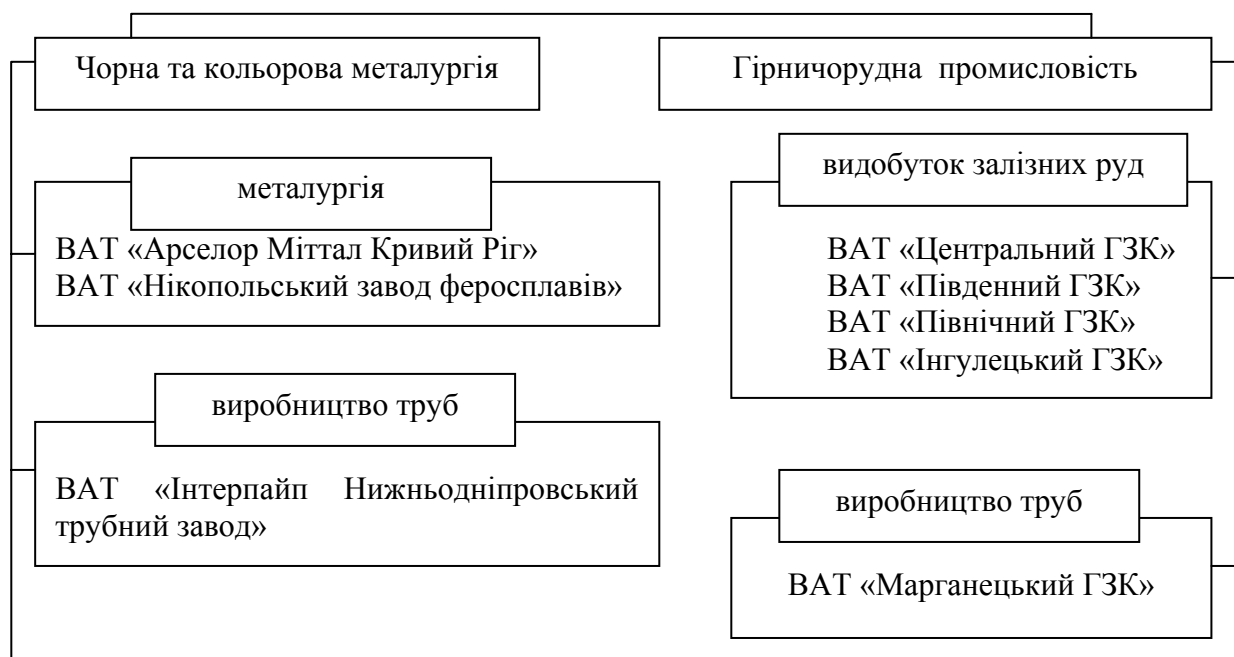 Чорна та кольорова металургія
Гірничорудна промисловість
металургія
ВАТ «Арселор Міттал Кривий Ріг»
ВАТ «Нікопольський завод феросплавів»
виробництво труб
ВАТ «Інтерпайп Нижньодніпровський
трубний завод»
видобуток залізних руд
ВАТ «Центральний ГЗК»
ВАТ «Південний ГЗК»
ВАТ «Північний ГЗК»
ВАТ «Інгулецький ГЗК»
виробництво труб
ВАТ «Марганецький ГЗК»